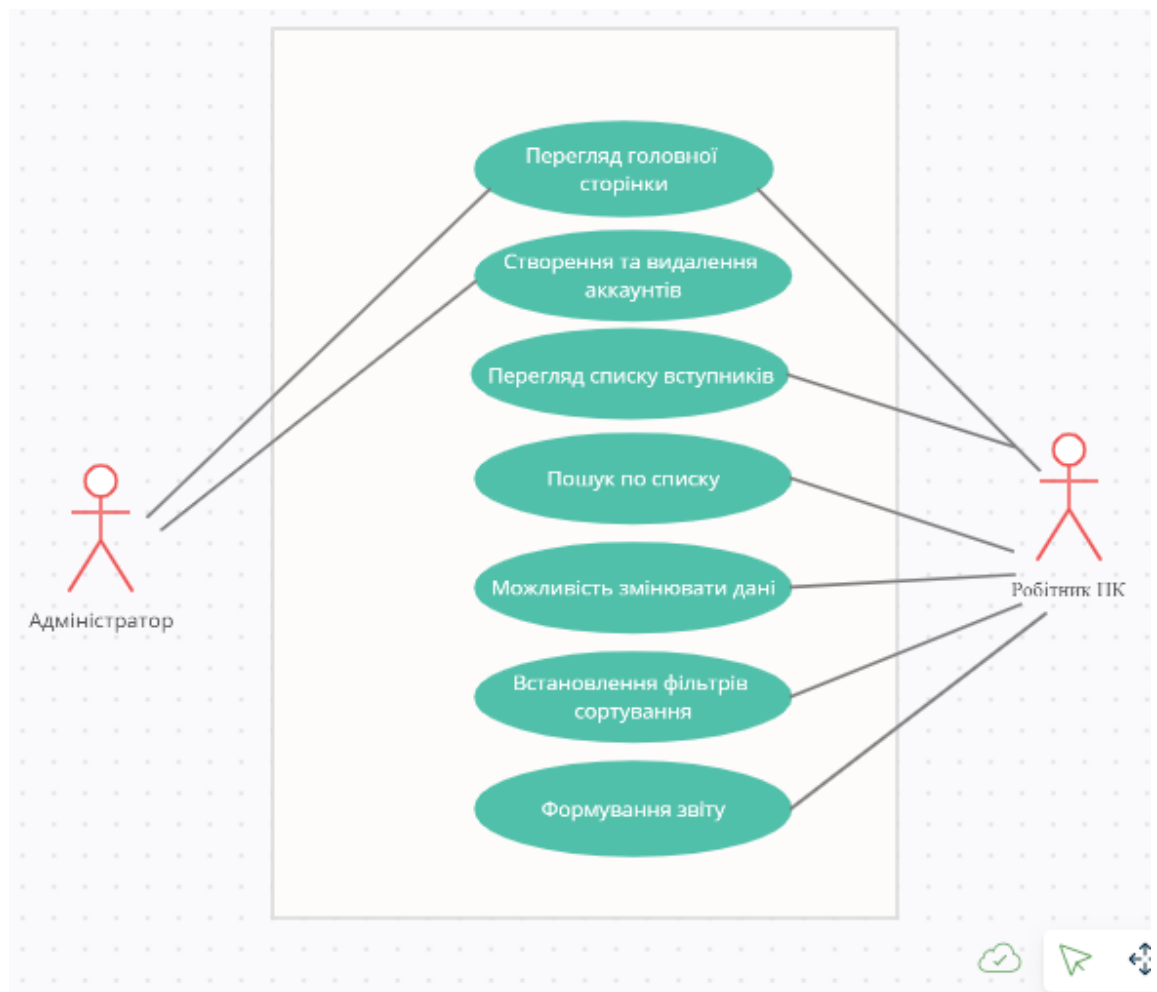 Перегляд головної
сторінки
Створення та видалення
аккаунтів
Перегляд списку вступників
Пошук по списку
Можливість змінювати дані
Робітник ПК
Адміністратор
Встановлення фільтрів
сортування
Формування звіту